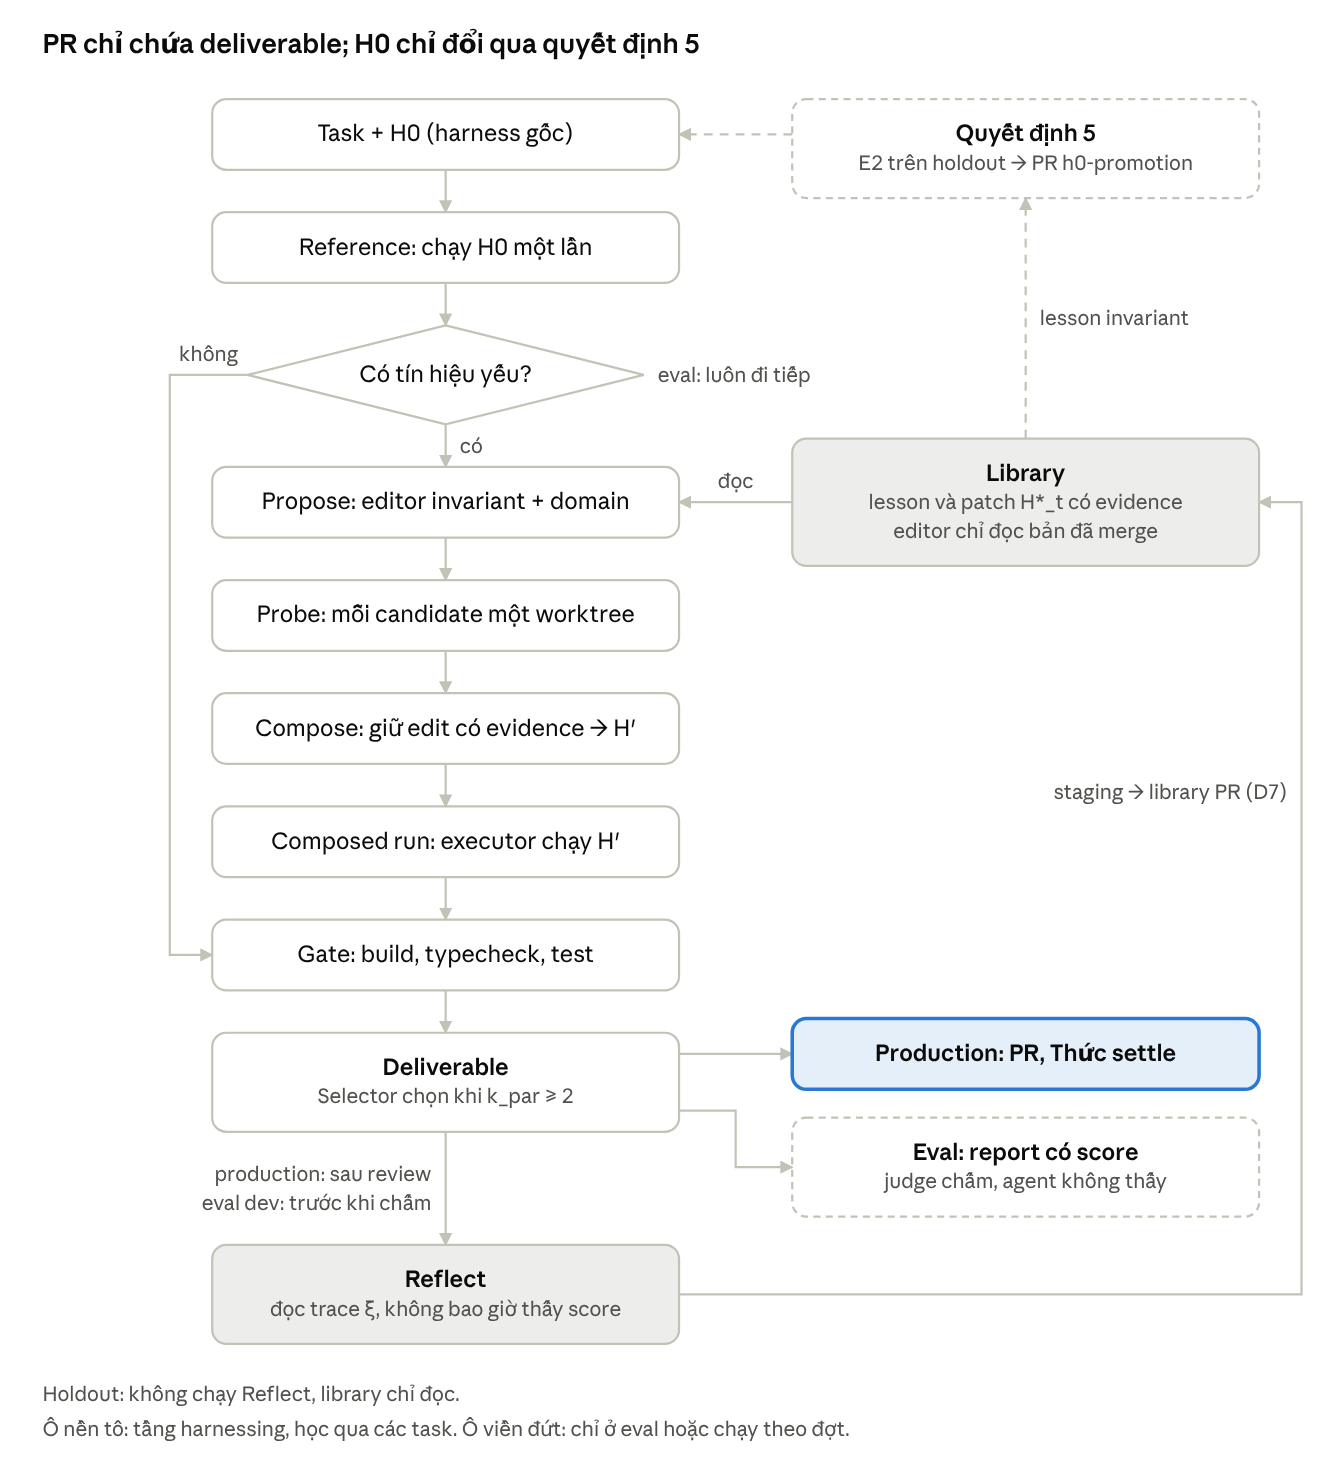 PR chỉ chứa deliverable; H0 chỉ đổi qua quyết định 5
Task + H0 (harness gốc)
Quyết định 5
E2 trên holdout → PR h0-promotion
Reference: chạy H0 một lần
lesson invariant
không
Có tín hiệu yếu?
eval: luôn đi tiếp
có
Propose: editor invariant + domain
đọc
Library
lesson và patch H*_t có evidence
editor chỉ đọc bản đã merge
Probe: mỗi candidate một worktree
Compose: giữ edit có evidence → H′
staging → library PR (D7)
Composed run: executor chạy H′
Gate: build, typecheck, test
Deliverable
Selector chọn khi k_par ≥ 2
Production: PR, Thức settle
Eval: report có score
judge chấm, agent không thấy
production: sau review
eval dev: trước khi chấm
Reflect
đọc trace ξ, không bao giờ thấy score
Holdout: không chạy Reflect, library chỉ đọc.
Ô nền tô: tầng harnessing, học qua các task. Ô viền đứt: chỉ ở eval hoặc chạy theo đợt.